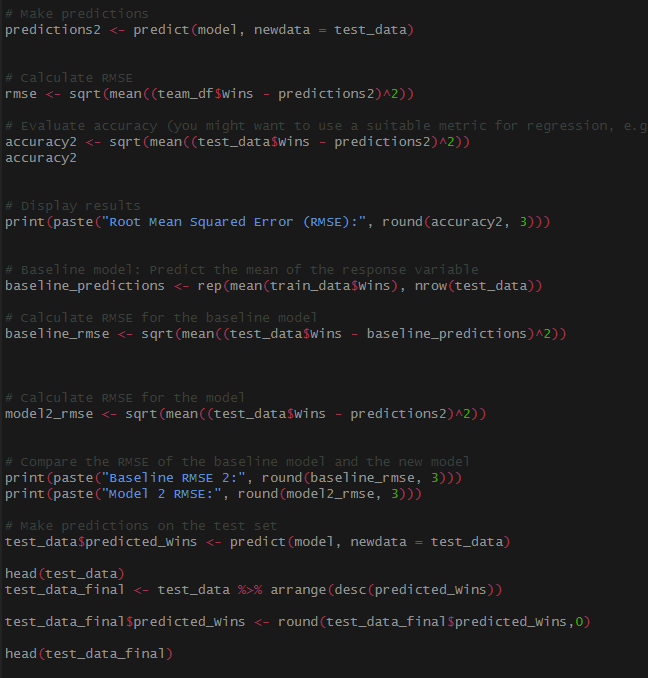 # Make predictions
predictions2 <- predict(model, newdata = test_data)
# Calculate RMSE
rmse <- sqrt(mean((team_df$Wins - predictions2)^2))
# Evaluate accuracy (you might want to use a suitable metric for regression, e.g
accuracy2 <- sqrt(mean((test_data$Wins - predictions2)^2))
accuracy2
# Display results
print(paste("Root Mean Squared Error (RMSE):", round(accuracy2, 3)))
# Baseline model: Predict the mean of the response variable
baseline_predictions <- rep(mean(train_data$Wins), nrow(test_data))
# Calculate RMSE for the baseline model
baseline_rmse <- sqrt(mean((test_data$Wins - baseline_predictions)^2))
# Calculate RMSE for the model
model2_rmse <- sqrt(mean((test_data$Wins - predictions2)^2))
# Compare the RMSE of the baseline model and the new model
print(paste("Baseline RMSE 2:", round(baseline_rmse, 3)))
print(paste("Model 2 RMSE:", round(model2_rmse, 3)))
# Make predictions on the test set
test_data$predicted_Wins <- predict(model, newdata = test_data)
head(test_data)
test_data_final <- test_data %>% arrange(desc(predicted_Wins))
test_data_final$predicted_Wins <- round(test_data_final$predicted_Wins,0)
head(test_data_final)